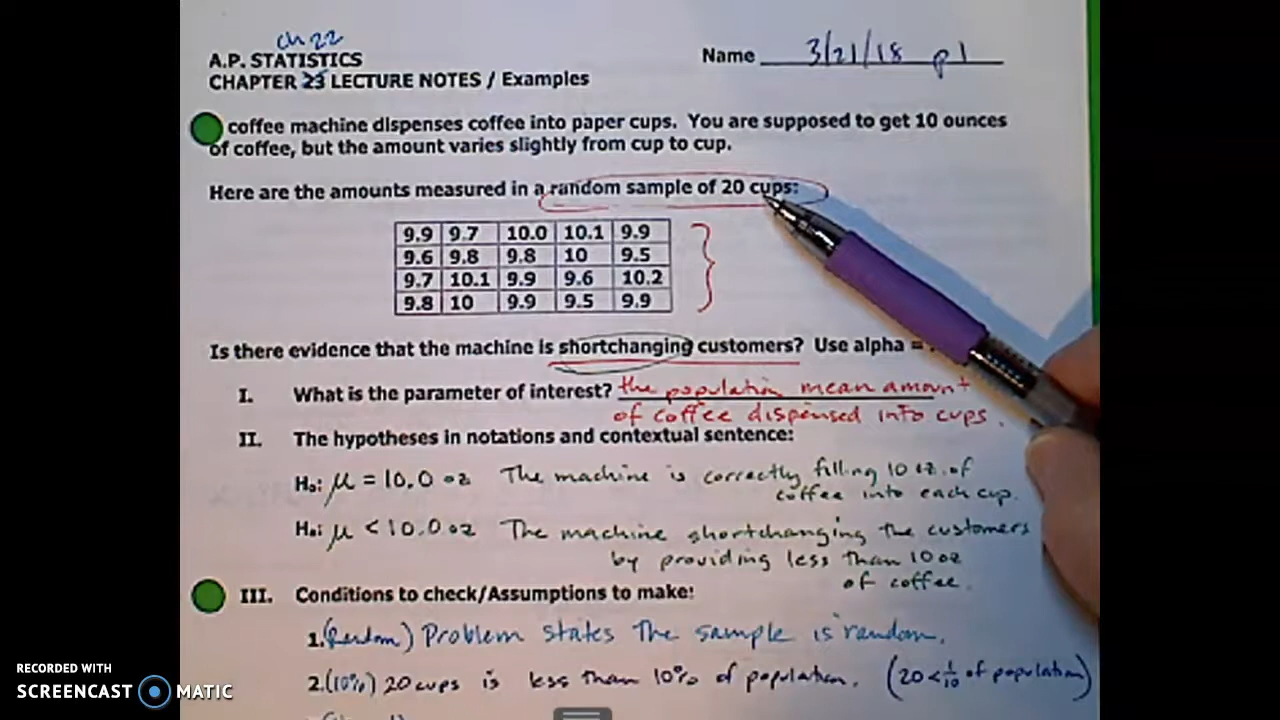 ch 22
A.P. STATISTICS
Name 3/21/18 p1
CHAPTER 23 LECTURE NOTES / Examples
coffee machine dispenses coffee into paper cups. You are supposed to get 10 ounces
of coffee, but the amount varies slightly from cup to cup.
Here are the amounts measured in a random sample of 20 cups:
9.9 9.7 10.0 10.1 9.9
9.6 9.8 9.8 10 9.5
9.7 10.1 9.9 9.6 10.2
9.8 10 9.9 9.5 9.9
Is there evidence that the machine is shortchanging customers? Use alpha =
I. What is the parameter of interest? the population mean amount
of coffee dispensed into cups.
II. The hypotheses in notations and contextual sentence:
H₀: μ = 10.0 oz The machine is correctly filling 10 oz. of
coffee into each cup.
Hₐ: μ < 10.0 oz The machine shortchanging the customers
by providing less than 10 oz
of coffee.
III. Conditions to check/Assumptions to make:
1. (Random) Problem states the sample is random.
2. (10%) 20 cups is less than 10% of population. (20 < 1/10 of population)
RECORDED WITH
SCREENCAST MATIC